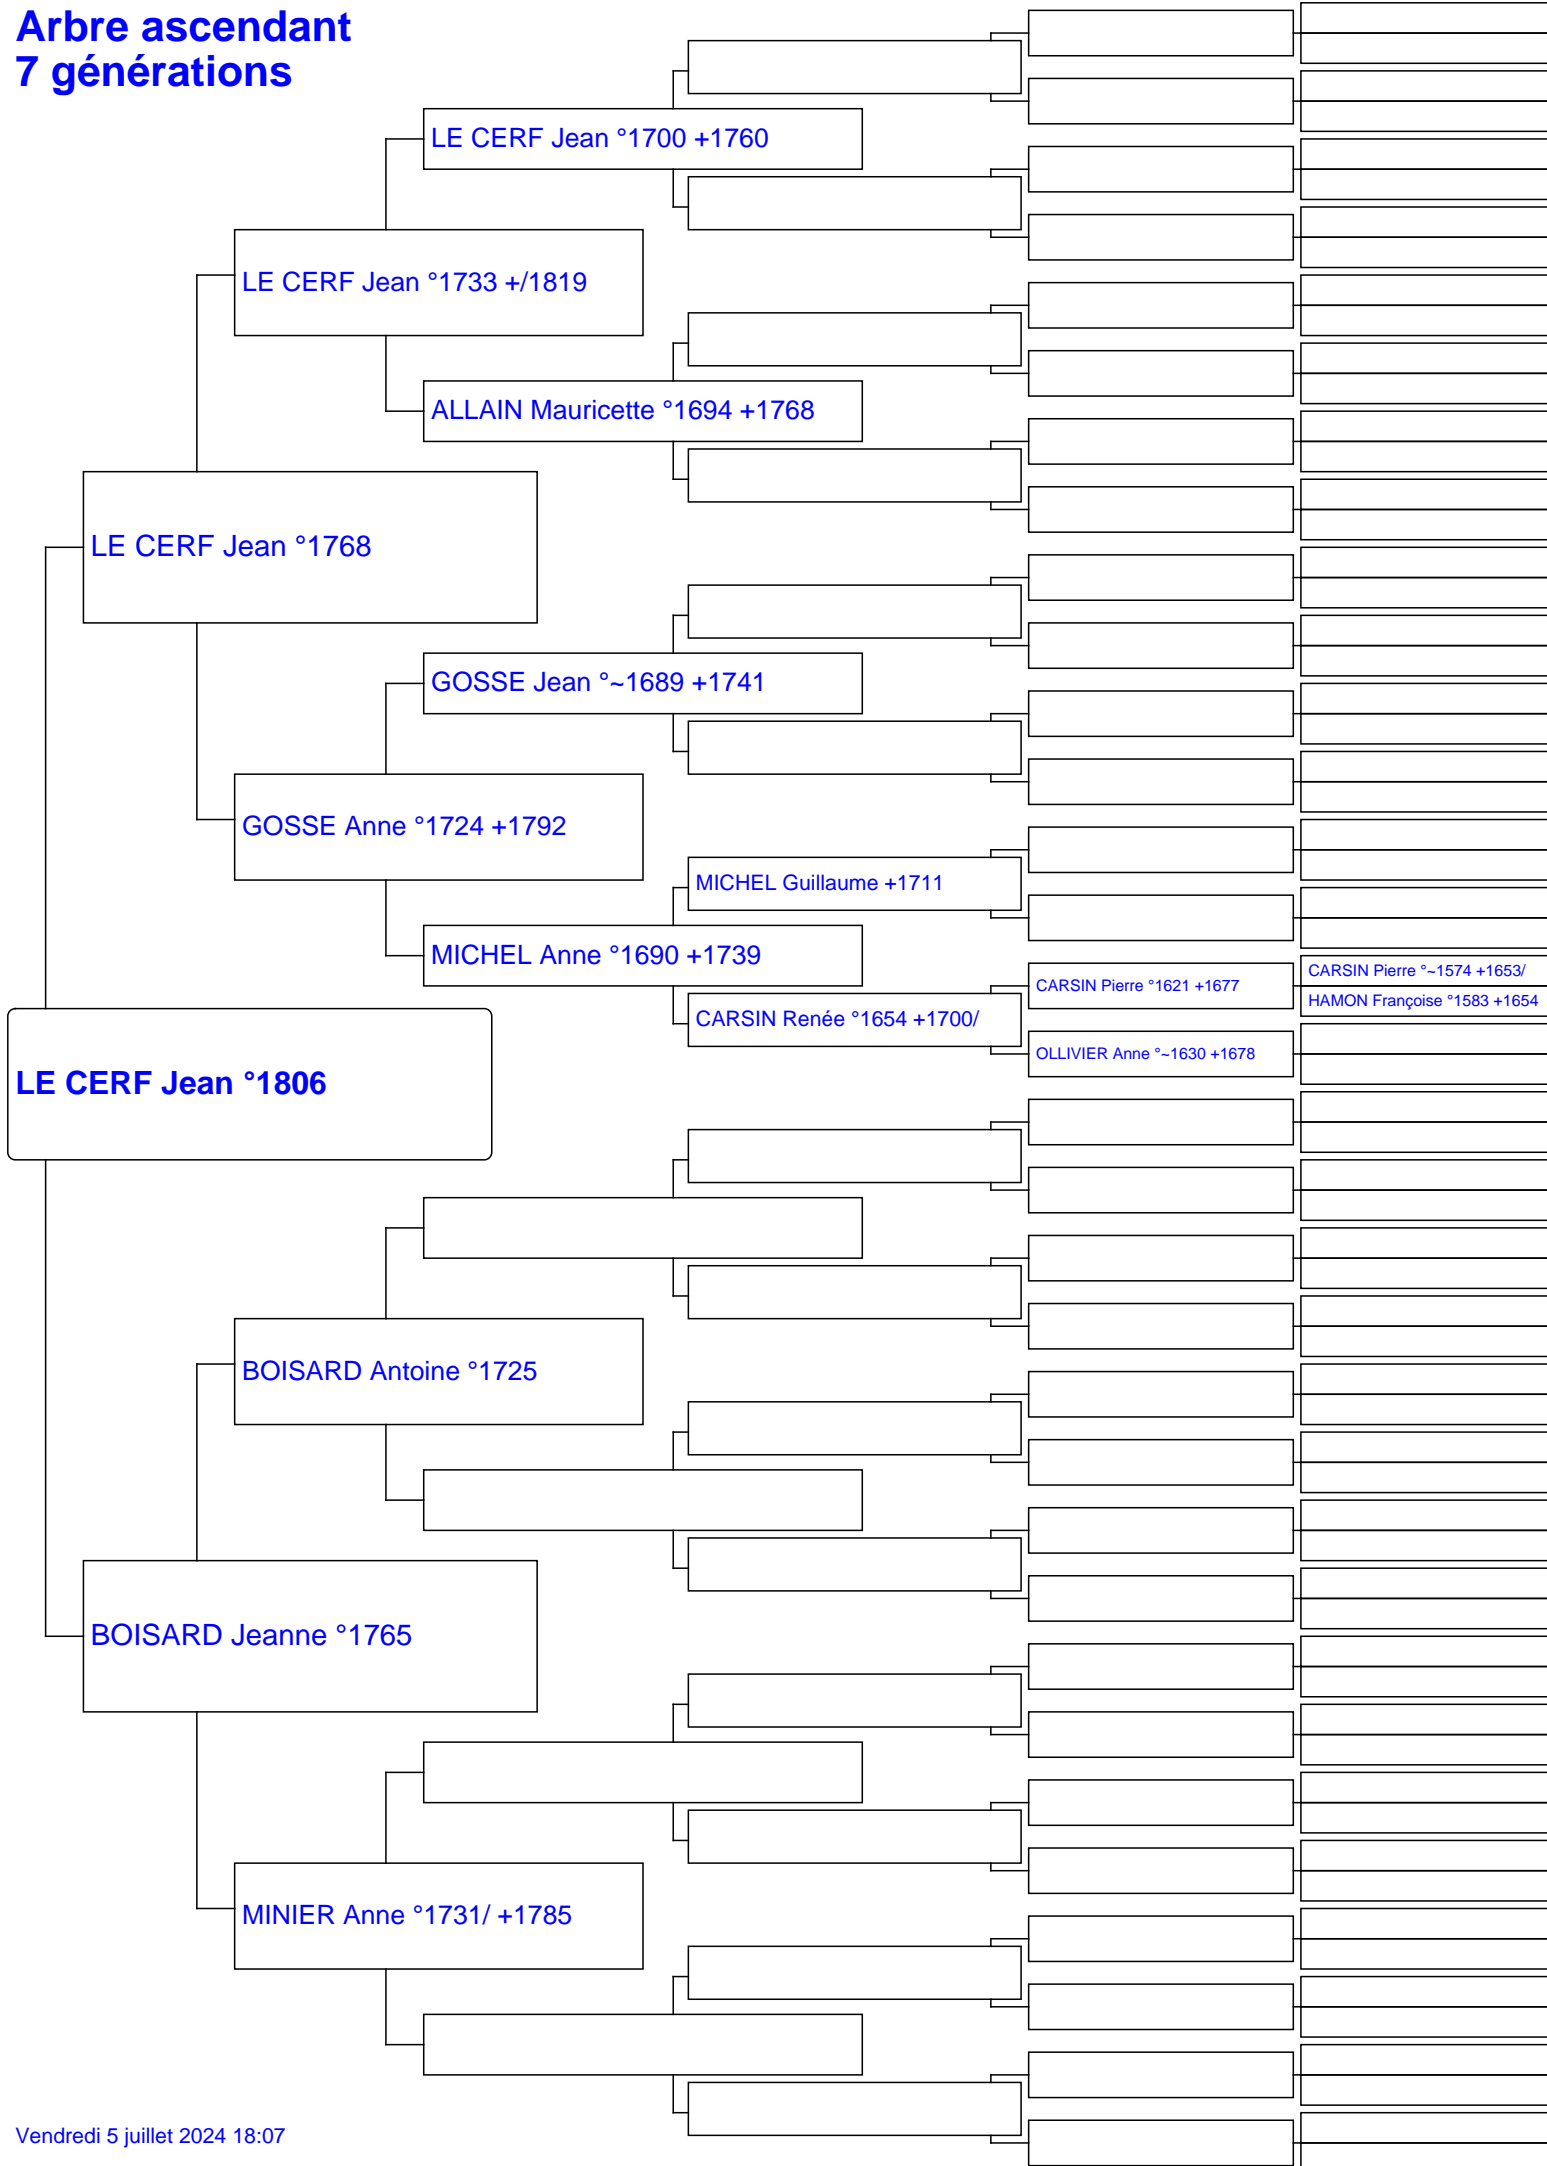 Arbre ascendant
7 générations
LE CERF Jean °1700 +1760
LE CERF Jean °1733 +/1819
ALLAIN Mauricette °1694 +1768
LE CERF Jean °1768
GOSSE Jean °~1689 +1741
GOSSE Anne °1724 +1792
MICHEL Guillaume +1711
MICHEL Anne °1690 +1739
CARSIN Pierre °~1574 +1653/
CARSIN Pierre °1621 +1677
HAMON Françoise °1583 +1654
CARSIN Renée °1654 +1700/
OLLIVIER Anne °~1630 +1678
LE CERF Jean °1806
BOISARD Antoine °1725
BOISARD Jeanne °1765
MINIER Anne °1731/ +1785
Vendredi 5 juillet 2024 18:07